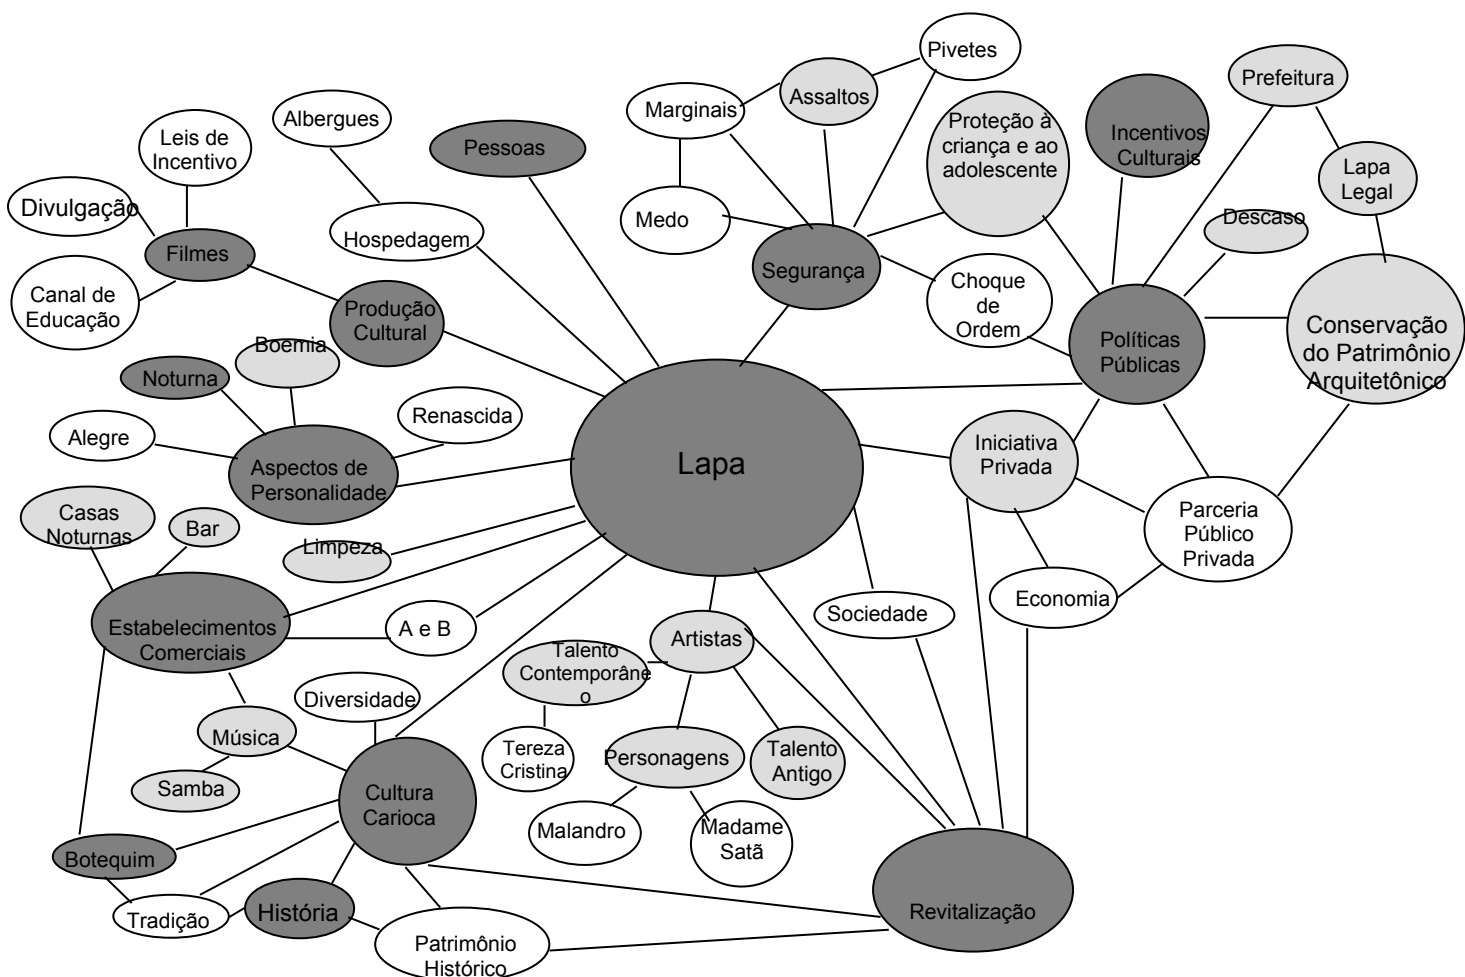 Pivetes
Prefeitura
Assaltos
Marginais
Albergues
Leis de
Incentivo
Pessoas
Proteção à
criança e ao
adolescente
Incentivos
Culturais
Lapa
Legal
Divulgação
Filmes
Hospedagem
Medo
Descaso
Segurança
Canal de
Educação
Produção
Cultural
Choque
de
Ordem
Políticas
Públicas
Conservação
do Patrimônio
Arquitetônico
Boemia
Noturna
Renascida
Alegre
Aspectos de
Personalidade
Lapa
Iniciativa
Privada
Casas
Noturnas
Bar
Limpeza
Parceria
Público
Privada
Economia
Sociedade
Estabelecimentos
Comerciais
A e B
Artistas
Talento
Contemporâne
o
Diversidade
Música
Tereza
Cristina
Personagens
Talento
Antigo
Samba
Cultura
Carioca
Malandro
Madame
Satã
Botequim
Tradição
História
Revitalização
Patrimônio
Histórico